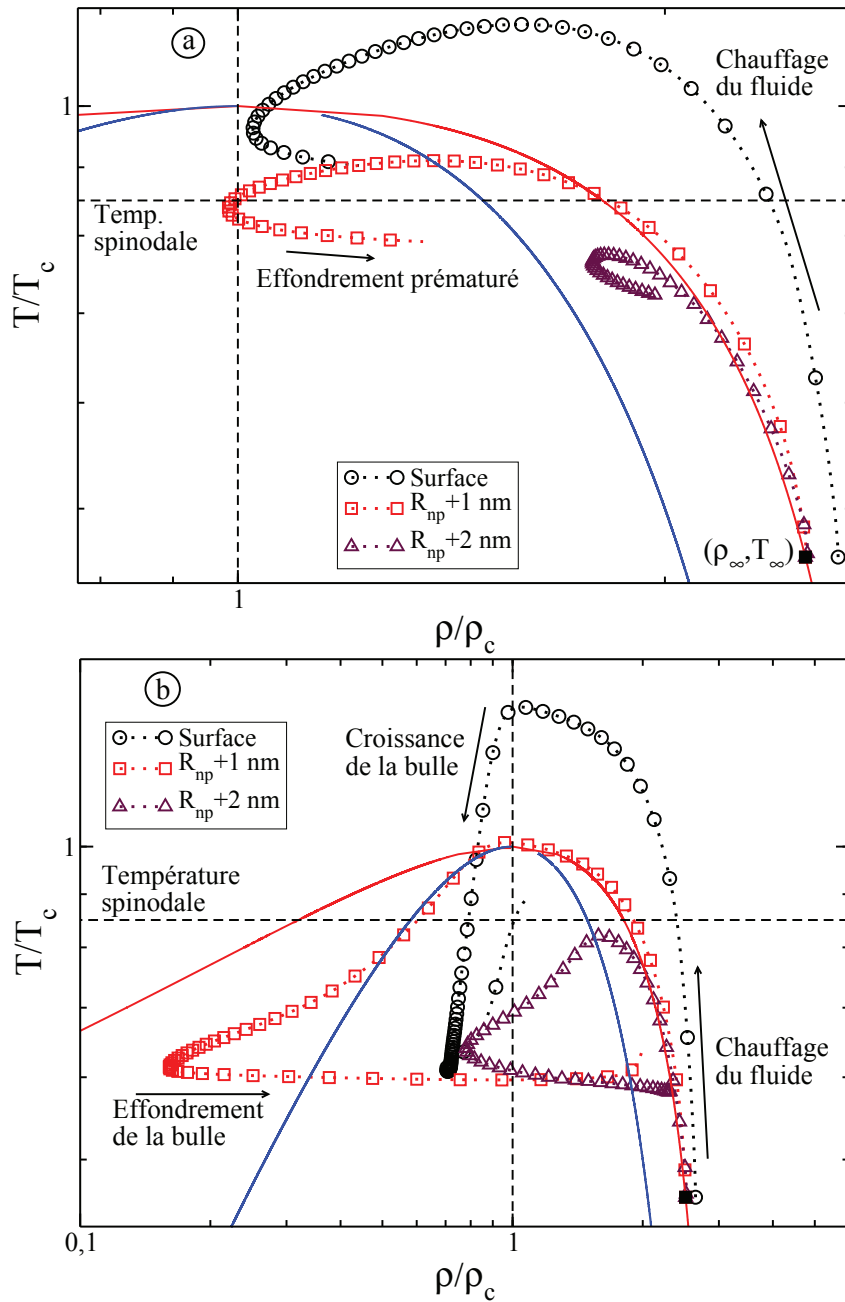 a
Chauffage
du fluide
1
Temp.
spinodale
Effondrement prématuré
T/T_c
Surface
R_np+1 nm
R_np+2 nm
(ρ_∞,T_∞)
1
ρ/ρ_c
b
Surface
R_np+1 nm
R_np+2 nm
Croissance
de la bulle
1
Température
spinodale
T/T_c
Chauffage
du fluide
Effondrement
de la bulle
0,1
1
ρ/ρ_c